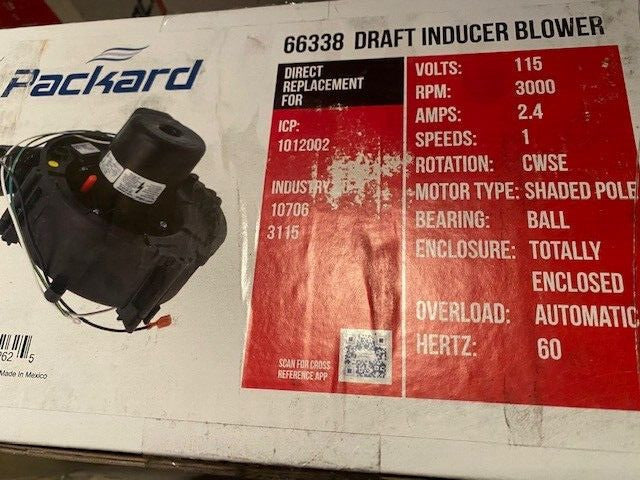 Packard
66338 DRAFT INDUCER BLOWER
DIRECT
REPLACEMENT
FOR
ICP:
1012002
INDUSTRY
10706
3115
SCAN FOR CROSS
REFERENCE APP
VOLTS: 115
RPM: 3000
AMPS: 2.4
SPEEDS: 1
ROTATION: CWSE
MOTOR TYPE: SHADED POLE
BEARING: BALL
ENCLOSURE: TOTALLY
ENCLOSED
OVERLOAD: AUTOMATIC
HERTZ: 60
262 5
Made In Mexico